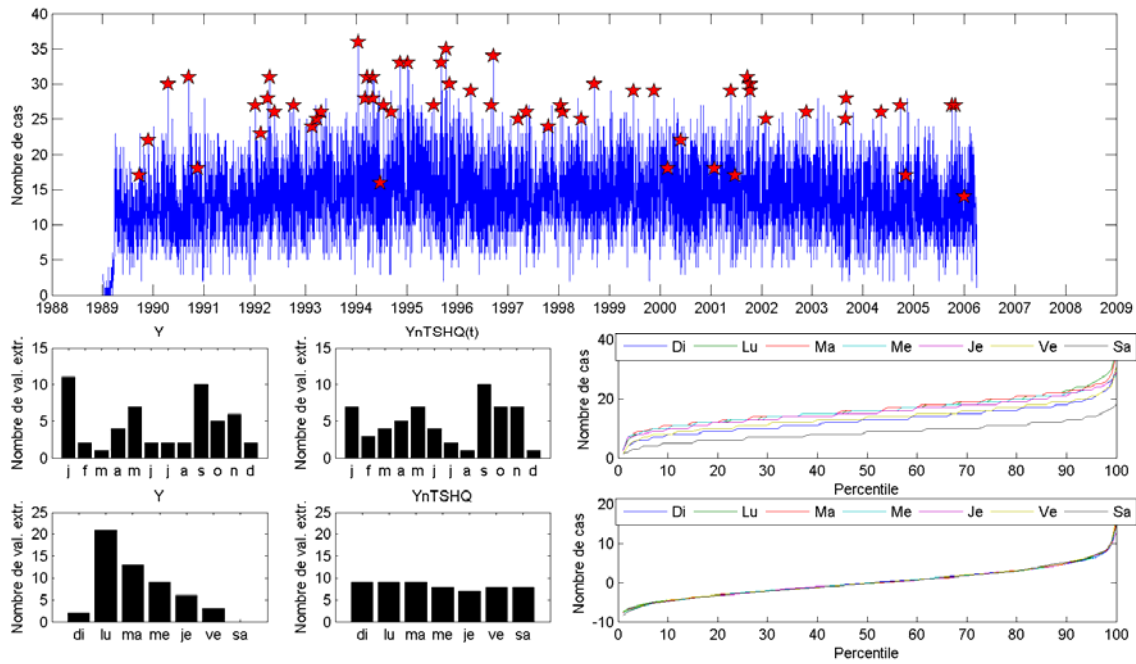 40
35
30
25
20
15
10
5
0
Nombre de cas
1988 1989 1990 1991 1992 1993 1994 1995 1996 1997 1998 1999 2000 2001 2002 2003 2004 2005 2006 2007 2008 2009
Y
15
10
5
0
Nombre de val. extr.
j f m a m j j a s o n d
YnTSHQ(t)
15
10
5
0
Nombre de val. extr.
j f m a m j j a s o n d
40
20
0
Nombre de cas
Di Lu Ma Me Je Ve Sa
0 10 20 30 40 50 60 70 80 90 100
Percentile
Y
25
20
15
10
5
0
Nombre de val. extr.
di lu ma me je ve sa
YnTSHQ
25
20
15
10
5
0
Nombre de val. extr.
di lu ma me je ve sa
20
10
0
-10
Nombre de cas
Di Lu Ma Me Je Ve Sa
0 10 20 30 40 50 60 70 80 90 100
Percentile